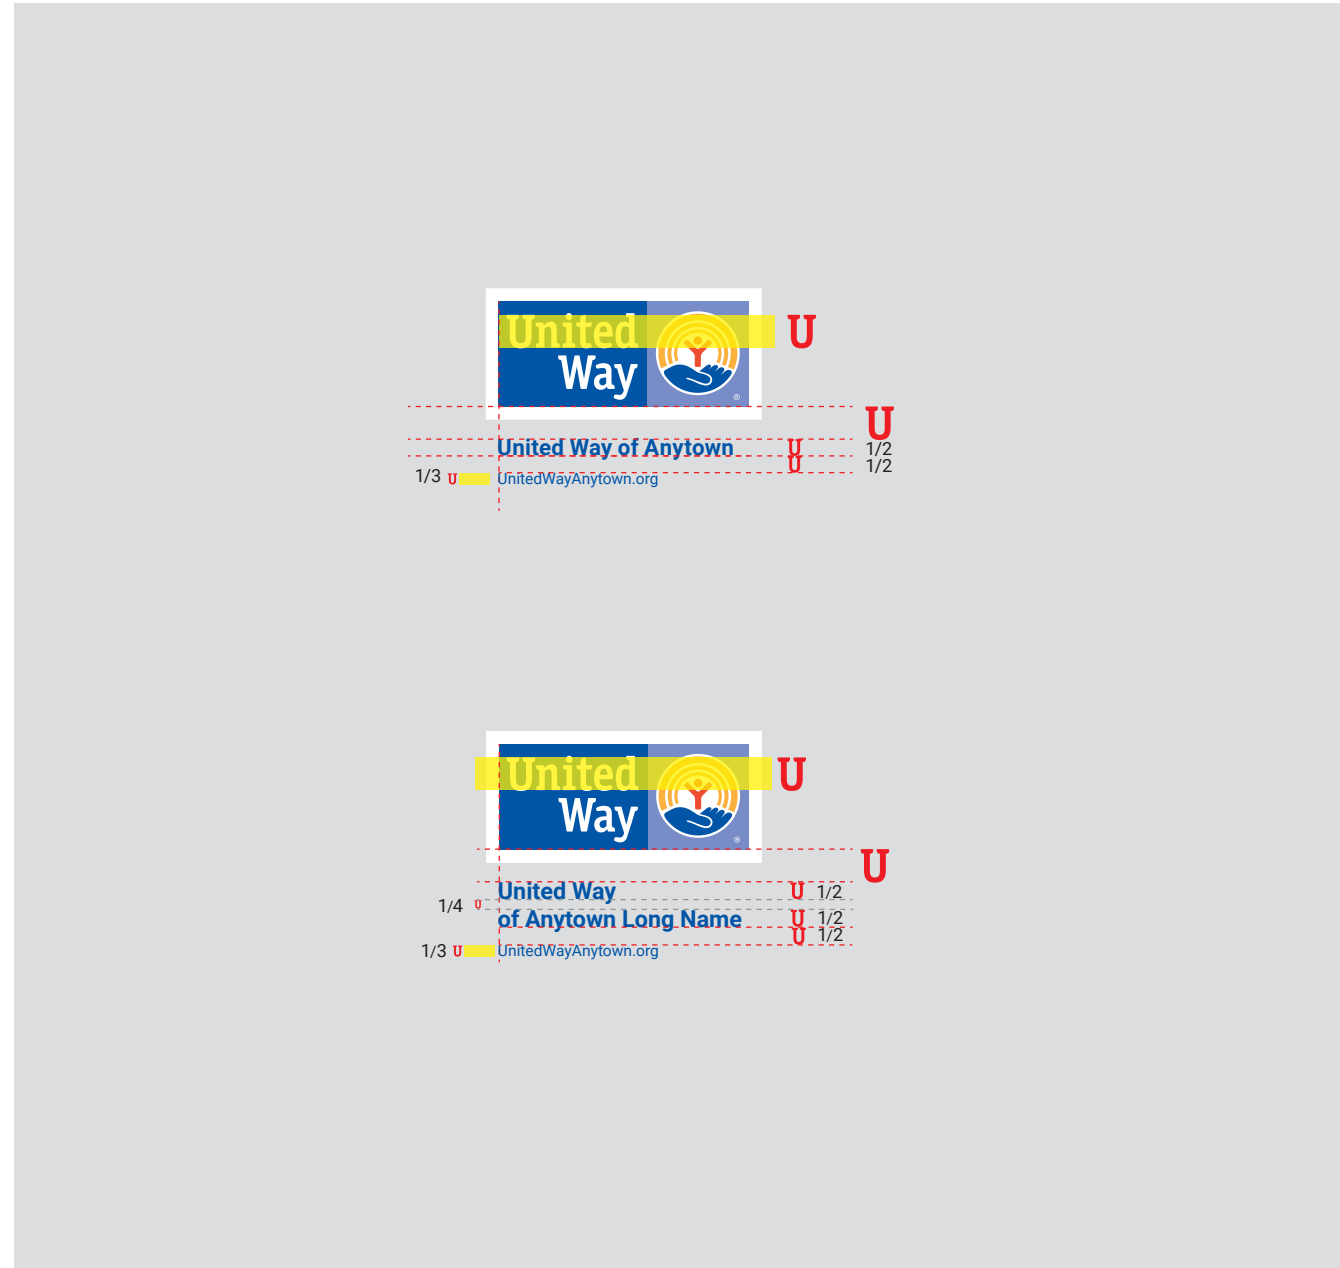 United U
Way
®
U
United Way of Anytown U 1/2
U 1/2
1/3 U UnitedWayAnytown.org
United U
Way
®
U
United Way U 1/2
1/4 U
of Anytown Long Name U 1/2
U 1/2
1/3 U UnitedWayAnytown.org